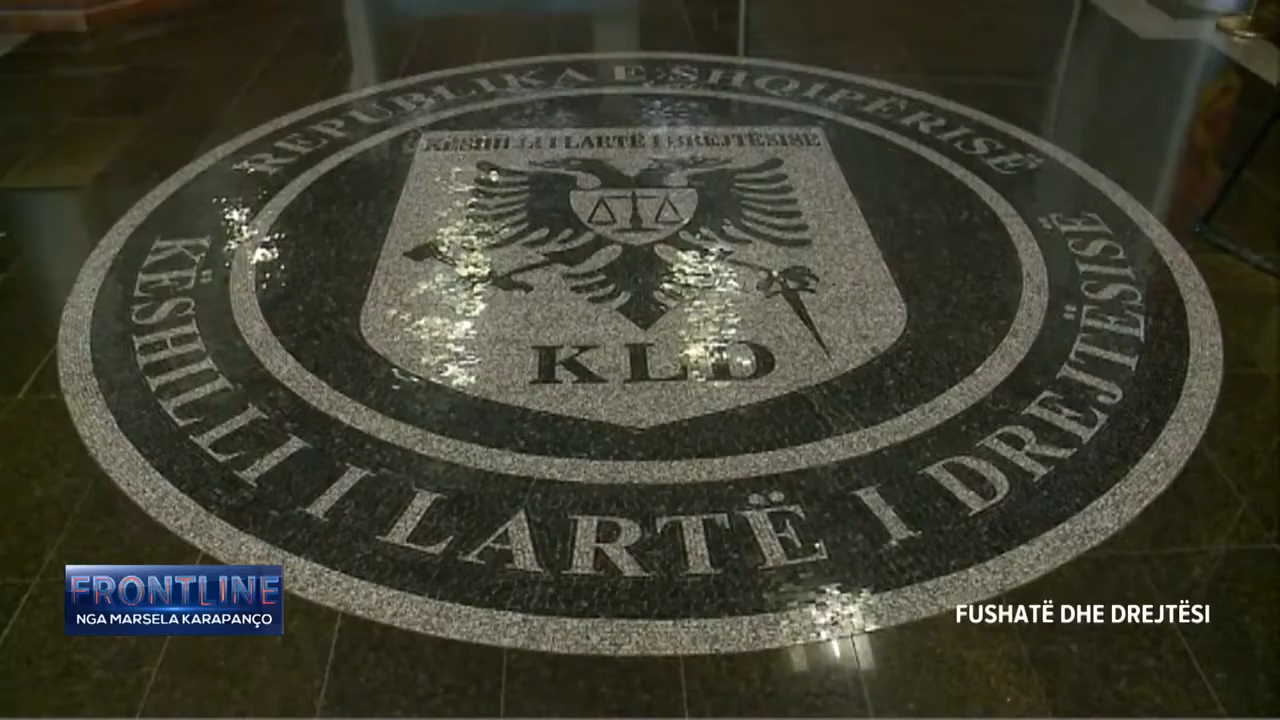 REPUBLIKA E SHQIPËRISË
KËSHILLI I LARTË I DREJTËSISË
KLD
KËSHILLI I LARTË I DREJTËSISË
FRONTLINE
NGA MARSELA KARAPANÇO
FUSHATË DHE DREJTËSI